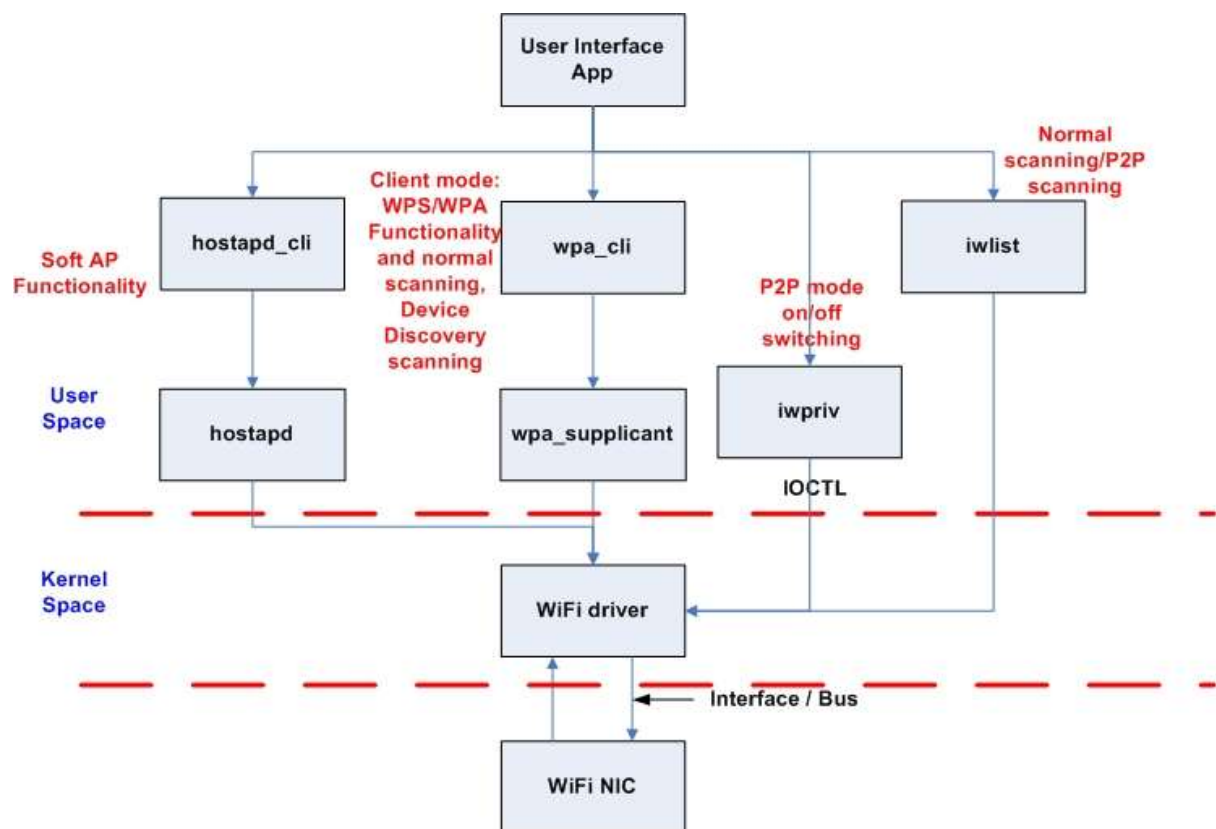 User Interface
App
Normal
scanning/P2P
scanning
Client mode:
WPS/WPA
Functionality
and normal
scanning,
Device
Discovery
scanning
hostapd_cli
wpa_cli
iwlist
Soft AP
Functionality
P2P mode
on/off
switching
User
Space
hostapd
wpa_supplicant
iwpriv
IOCTL
Kernel
Space
WiFi driver
Interface / Bus
WiFi NIC